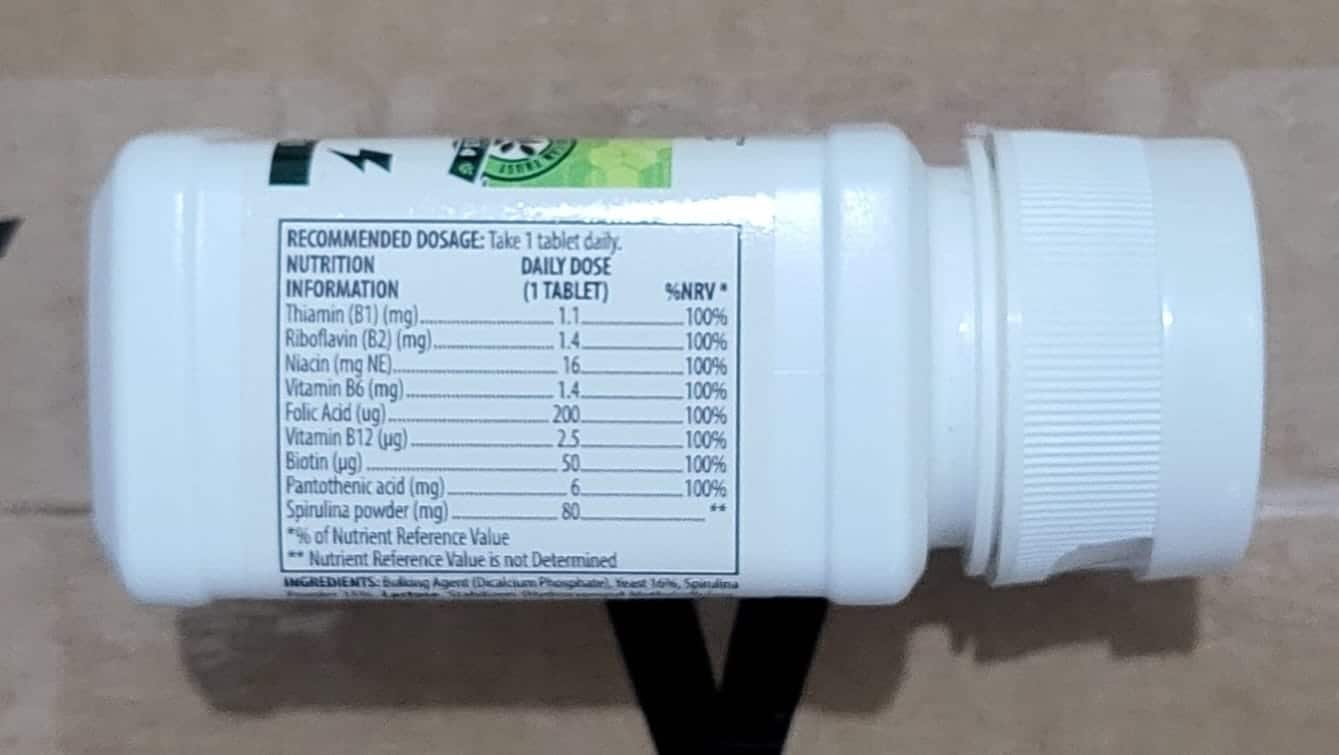 RECOMMENDED DOSAGE: Take 1 tablet daily.
NUTRITION DAILY DOSE
INFORMATION (1 TABLET) %NRV*
Thiamin (B1) (mg) 1.1 100%
Riboflavin (B2) (mg) 1.4 100%
Niacin (mg NE) 16 100%
Vitamin B6 (mg) 1.4 100%
Folic Acid (ug) 200 100%
Vitamin B12 (µg) 2.5 100%
Biotin (µg) 50 100%
Pantothenic acid (mg) 6 100%
Spirulina powder (mg) 80 **
*% of Nutrient Reference Value
** Nutrient Reference Value is not Determined
INGREDIENTS: Bulking Agent (Dicalcium Phosphate), Yeast 16%, Spirulina